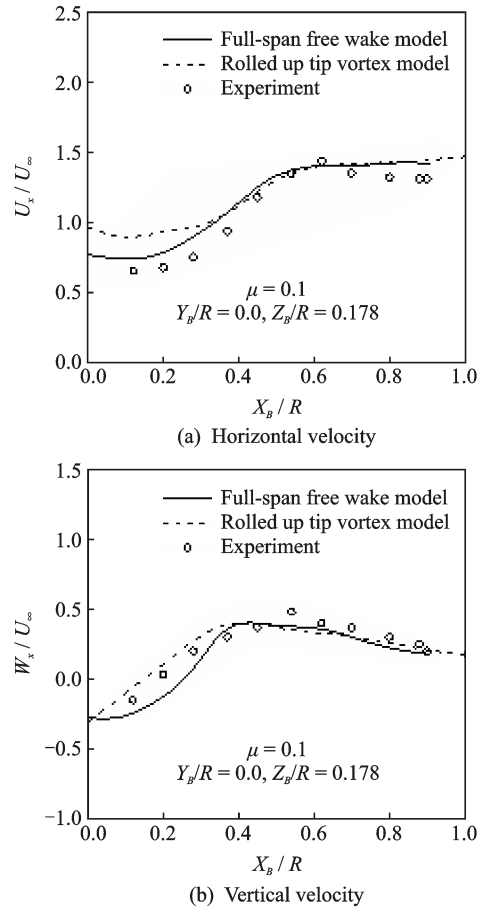 2.5
2.0
1.5
1.0
0.5
0.0
Uₓ / U∞
Full-span free wake model
Rolled up tip vortex model
Experiment
μ = 0.1
Y_B/R = 0.0, Z_B/R = 0.178
0.0 0.2 0.4 0.6 0.8 1.0
X_B / R
(a) Horizontal velocity
1.5
1.0
0.5
0.0
−0.5
−1.0
Wₓ / U∞
Full-span free wake model
Rolled up tip vortex model
Experiment
μ = 0.1
Y_B/R = 0.0, Z_B/R = 0.178
0.0 0.2 0.4 0.6 0.8 1.0
X_B / R
(b) Vertical velocity